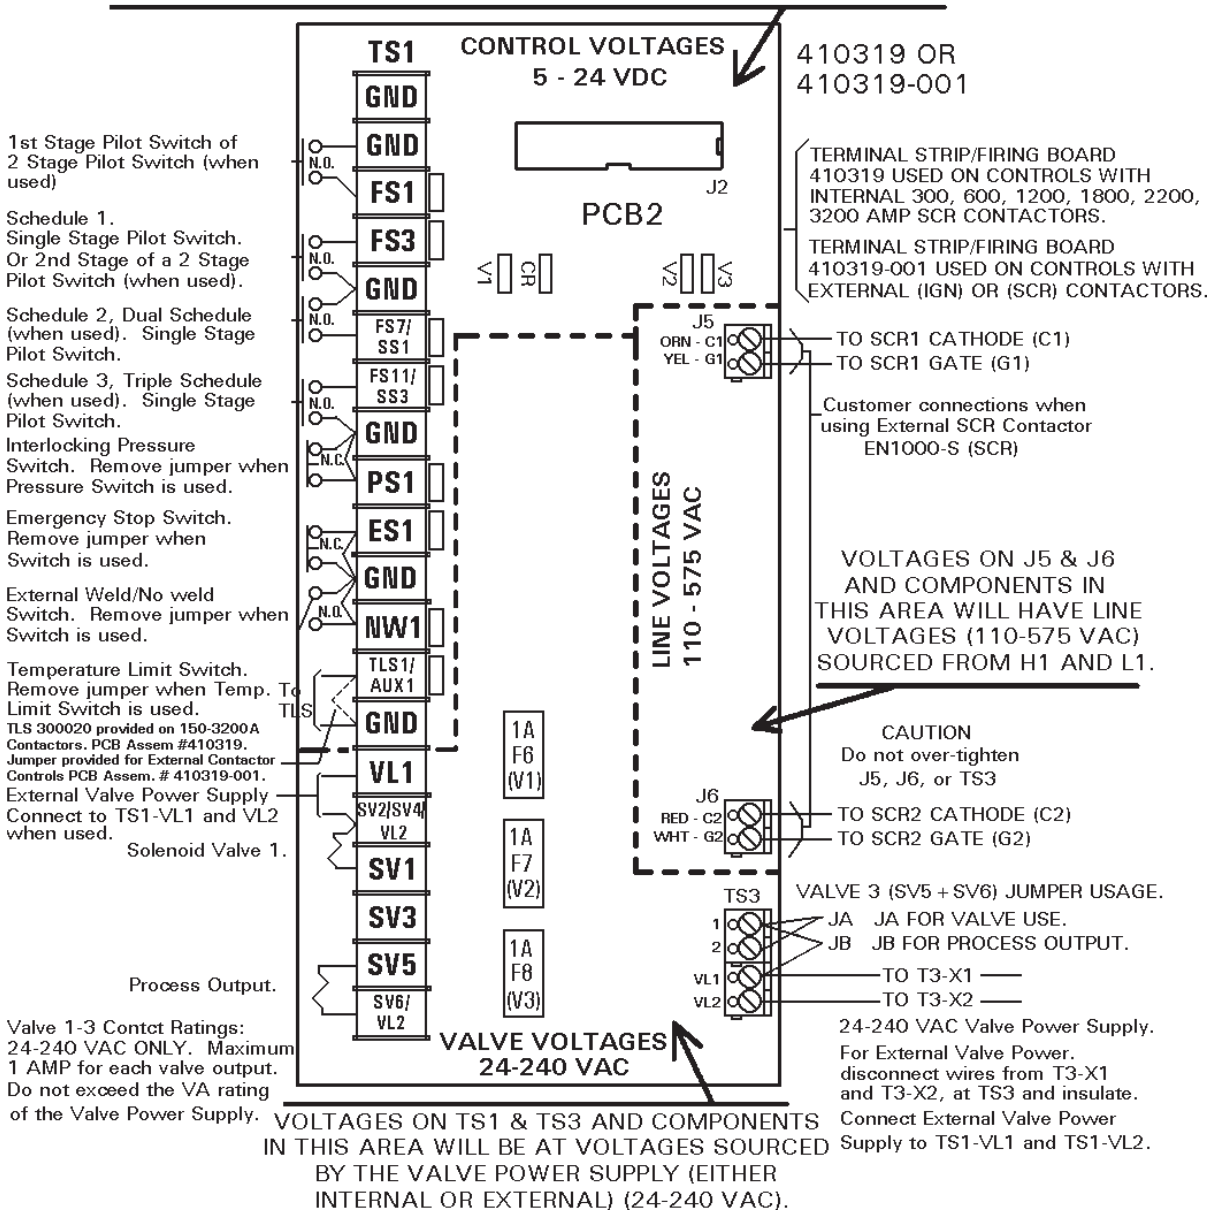 TS1
CONTROL VOLTAGES
5 - 24 VDC
410319 OR
410319-001
GND
GND
FS1
FS3
GND
FS7/
SS1
FS11/
SS3
GND
PS1
ES1
GND
NW1
TLS1/
AUX1
GND
VL1
SV2/SV4/
VL2
SV1
SV3
SV5
SV6/
VL2
1st Stage Pilot Switch of
2 Stage Pilot Switch (when
used)
N.O.
Schedule 1.
Single Stage Pilot Switch.
Or 2nd Stage of a 2 Stage
Pilot Switch (when used).
N.O.
Schedule 2, Dual Schedule
(when used). Single Stage
Pilot Switch.
N.O.
Schedule 3, Triple Schedule
(when used). Single Stage
Pilot Switch.
N.O.
Interlocking Pressure
Switch. Remove jumper when
Pressure Switch is used.
N.C.
Emergency Stop Switch.
Remove jumper when
Switch is used.
N.C.
External Weld/No weld
Switch. Remove jumper when
Switch is used.
N.O.
Temperature Limit Switch.
Remove jumper when Temp.
Limit Switch is used.
To
TLS
TLS 300020 provided on 150-3200A
Contactors. PCB Assem #410319.
Jumper provided for External Contactor
Controls PCB Assem. # 410319-001.
External Valve Power Supply
Connect to TS1-VL1 and VL2
when used.
Solenoid Valve 1.
Process Output.
Valve 1-3 Contct Ratings:
24-240 VAC ONLY. Maximum
1 AMP for each valve output.
Do not exceed the VA rating
of the Valve Power Supply.
J2
PCB2
V1
CR
V2
V3
LINE VOLTAGES
110 - 575 VAC
1A
F6
(V1)
1A
F7
(V2)
1A
F8
(V3)
VALVE VOLTAGES
24-240 VAC
J5
ORN - C1
YEL - G1
J6
RED - C2
WHT - G2
TS3
1
2
VL1
VL2
TERMINAL STRIP/FIRING BOARD
410319 USED ON CONTROLS WITH
INTERNAL 300, 600, 1200, 1800, 2200,
3200 AMP SCR CONTACTORS.
TERMINAL STRIP/FIRING BOARD
410319-001 USED ON CONTROLS WITH
EXTERNAL (IGN) OR (SCR) CONTACTORS.
TO SCR1 CATHODE (C1)
TO SCR1 GATE (G1)
Customer connections when
using External SCR Contactor
EN1000-S (SCR)
VOLTAGES ON J5 & J6
AND COMPONENTS IN
THIS AREA WILL HAVE LINE
VOLTAGES (110-575 VAC)
SOURCED FROM H1 AND L1.
CAUTION
Do not over-tighten
J5, J6, or TS3
TO SCR2 CATHODE (C2)
TO SCR2 GATE (G2)
VALVE 3 (SV5 + SV6) JUMPER USAGE.
JA JA FOR VALVE USE.
JB JB FOR PROCESS OUTPUT.
TO T3-X1
TO T3-X2
24-240 VAC Valve Power Supply.
For External Valve Power.
disconnect wires from T3-X1
and T3-X2, at TS3 and insulate.
Connect External Valve Power
Supply to TS1-VL1 and TS1-VL2.
VOLTAGES ON TS1 & TS3 AND COMPONENTS
IN THIS AREA WILL BE AT VOLTAGES SOURCED
BY THE VALVE POWER SUPPLY (EITHER
INTERNAL OR EXTERNAL) (24-240 VAC).